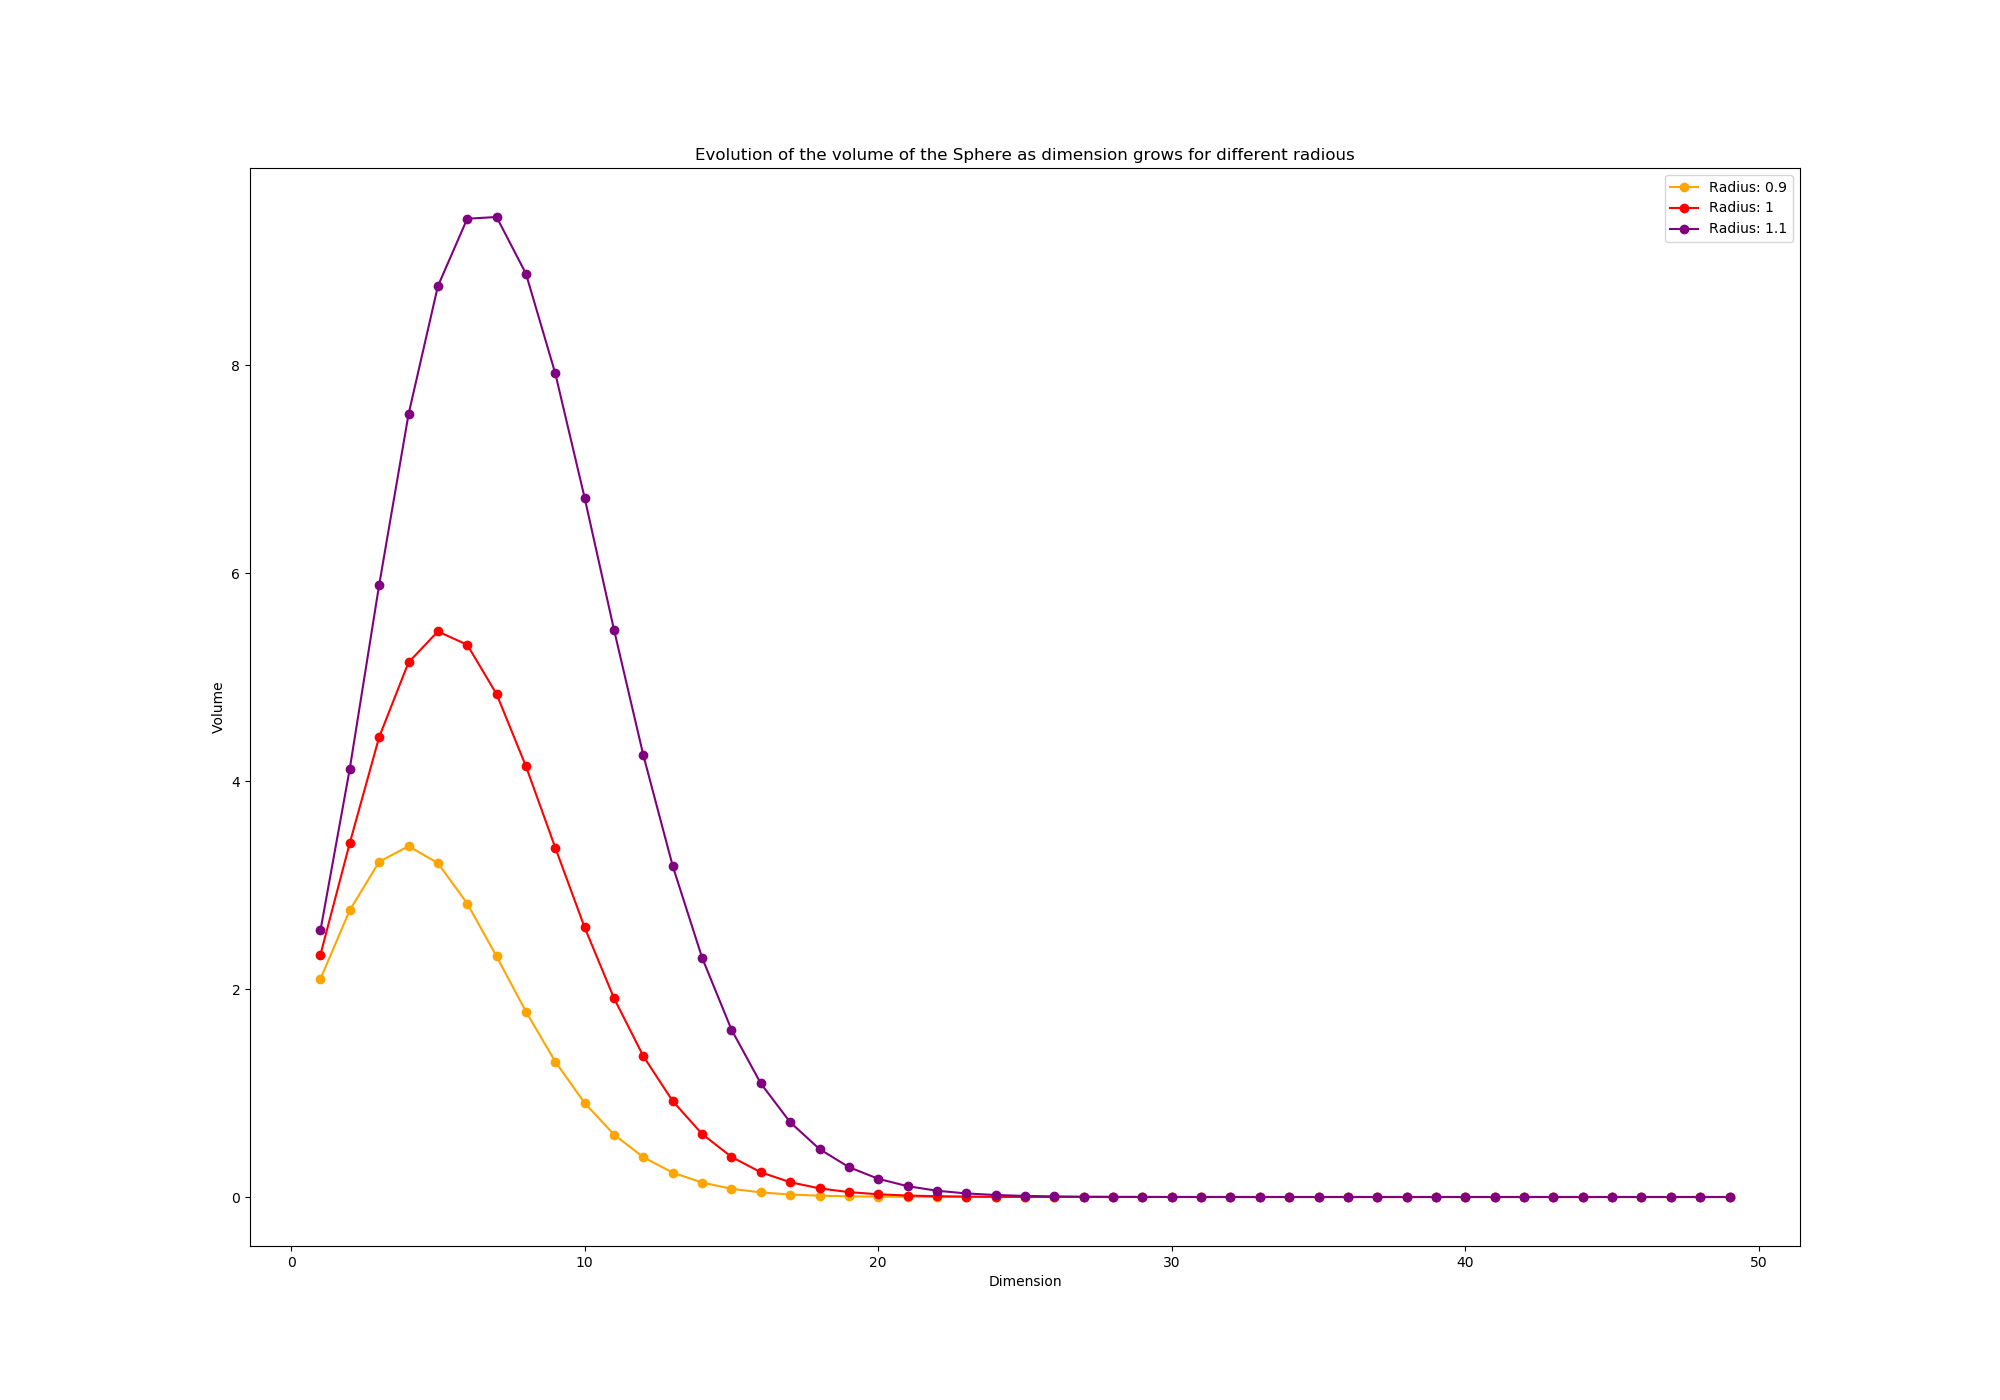 Evolution of the volume of the Sphere as dimension grows for different radious
Radius: 0.9
Radius: 1
Radius: 1.1
8
6
4
2
0
Volume
0 10 20 30 40 50
Dimension